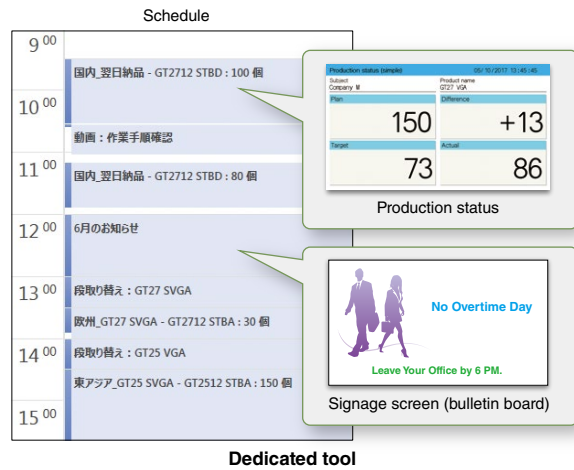 Schedule
9 00
国内_翌日納品 - GT2712 STBD : 100 個
10 00
動画：作業手順確認
11 00
国内_翌日納品 - GT2712 STBD : 80 個
12 00
6月のお知らせ
13 00
段取り替え：GT27 SVGA
欧州_GT27 SVGA - GT2712 STBA : 30 個
14 00
段取り替え：GT25 VGA
東アジア_GT25 SVGA - GT2512 STBA : 150 個
15 00
Production status (simple) 05/10/2017 13:45:45
Subject Product name
Company M GT27 VGA
Plan Difference
150 +13
Target Actual
73 86
Production status
No Overtime Day
Leave Your Office by 6 PM.
Signage screen (bulletin board)
Dedicated tool